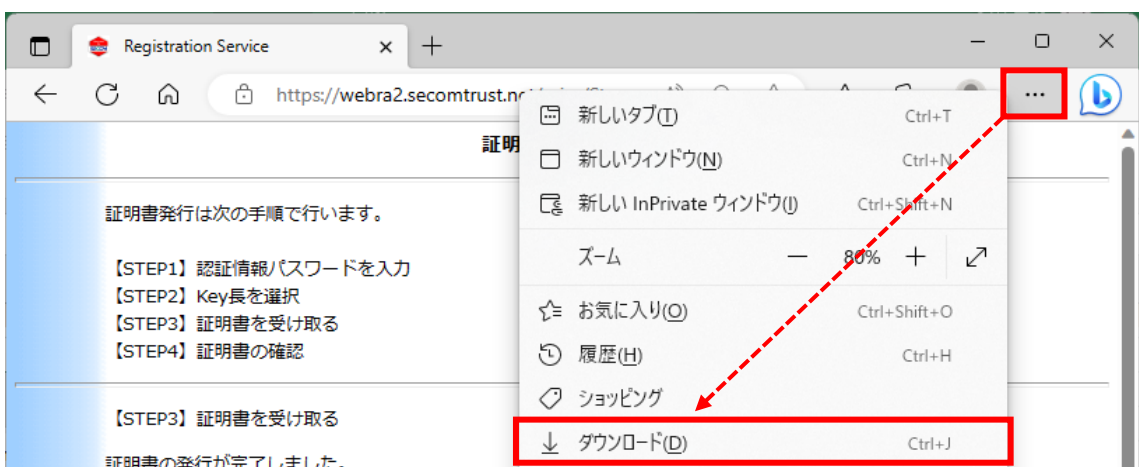 Registration Service
https://webra2.secomtrust.ne
証明
証明書発行は次の手順で行います。
【STEP1】認証情報パスワードを入力
【STEP2】Key長を選択
【STEP3】証明書を受け取る
【STEP4】証明書の確認
【STEP3】証明書を受け取る
証明書の発行が完了しました。
新しいタブ(T) Ctrl+T
新しいウィンドウ(N) Ctrl+N
新しい InPrivate ウィンドウ(I) Ctrl+Shift+N
ズーム 80%
お気に入り(O) Ctrl+Shift+O
履歴(H) Ctrl+H
ショッピング
ダウンロード(D) Ctrl+J